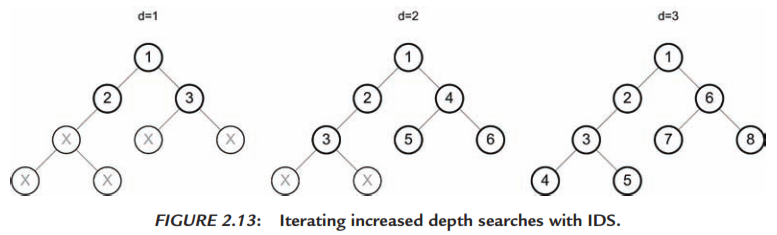 d=1 d=2 d=3
1 1 1
2 3 2 4 2 6
X X X 3 5 6 3 7 8
X X X X 4 5
FIGURE 2.13: Iterating increased depth searches with IDS.